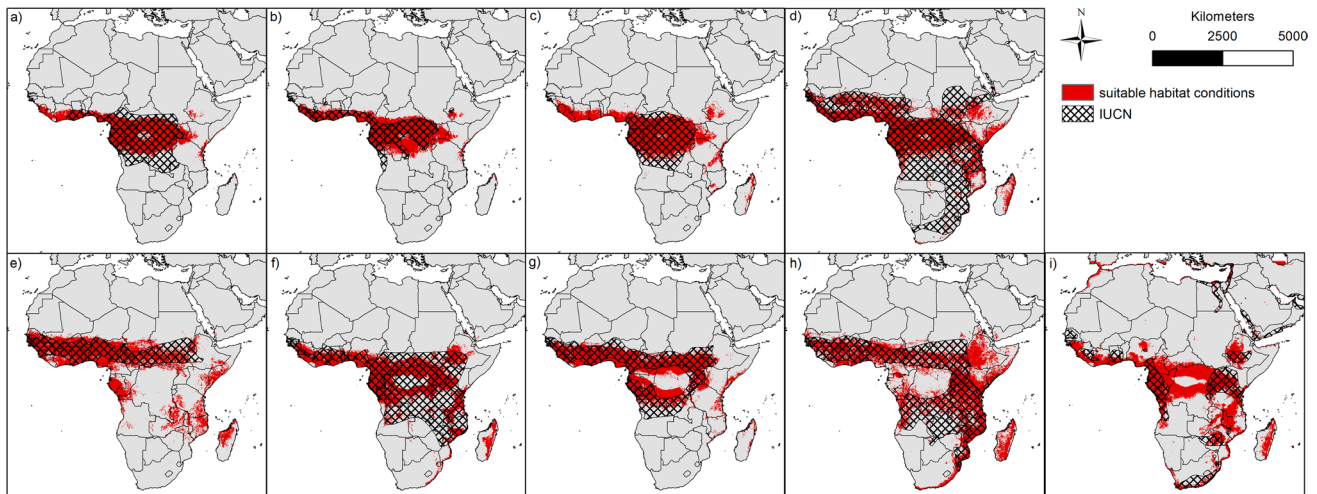 a)
b)
c)
d)
N
Kilometers
0 2500 5000
suitable habitat conditions
IUCN
e)
f)
g)
h)
i)